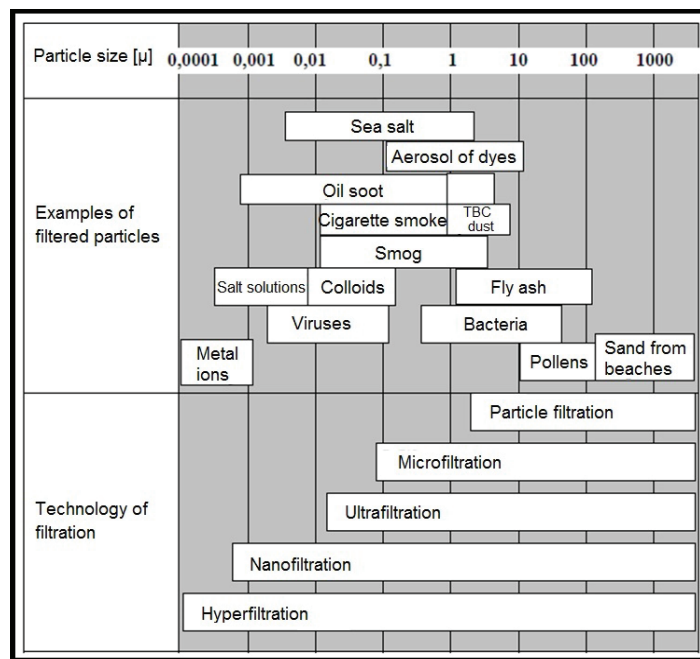 Particle size [µ] 0,0001 0,001 0,01 0,1 1 10 100 1000
Examples of
filtered particles
Sea salt
Aerosol of dyes
Oil soot
Cigarette smoke
TBC
dust
Smog
Salt solutions
Colloids
Fly ash
Viruses
Bacteria
Metal
ions
Pollens
Sand from
beaches
Technology of
filtration
Particle filtration
Microfiltration
Ultrafiltration
Nanofiltration
Hyperfiltration